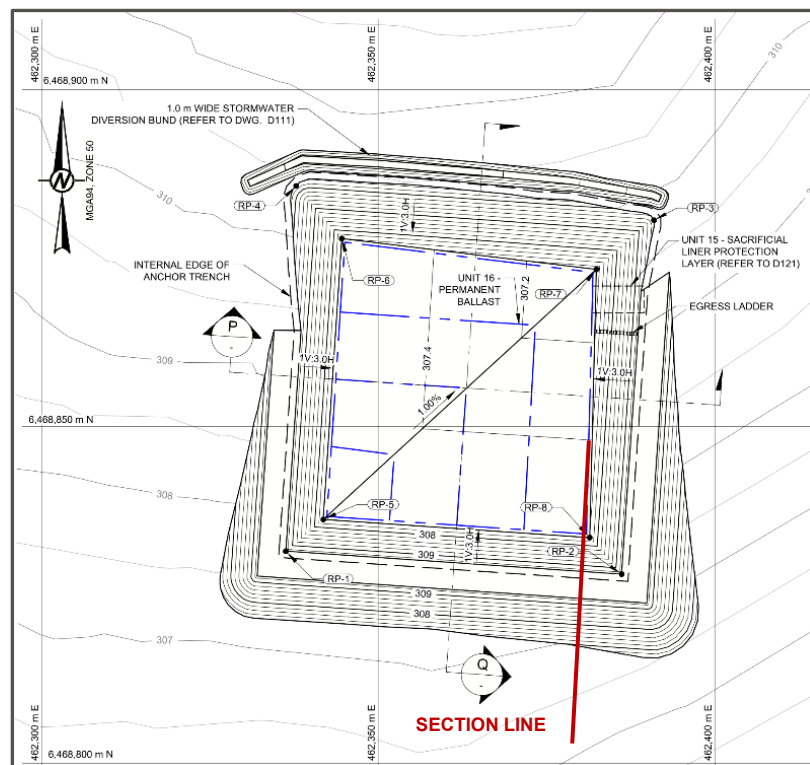 462,300 m E
462,350 m E
462,400 m E
6,468,900 m N
310
310
1.0 m WIDE STORMWATER
DIVERSION BUND (REFER TO DWG. D111)
MGA94, ZONE 50
N
310
RP-4
RP-3
1V:3.0H
UNIT 15 - SACRIFICIAL
LINER PROTECTION
LAYER (REFER TO D121)
INTERNAL EDGE OF
ANCHOR TRENCH
RP-6
UNIT 16 -
PERMANENT
BALLAST
307.2
RP-7
EGRESS LADDER
P
-
309
307.4
1V:3.0H
1V:3.0H
1.00%
6,468,850 m N
308
RP-5
RP-8
308
309
1V:3.0H
RP-2
RP-1
309
308
307
Q
-
SECTION LINE
6,468,800 m N
462,300 m E
462,350 m E
462,400 m E